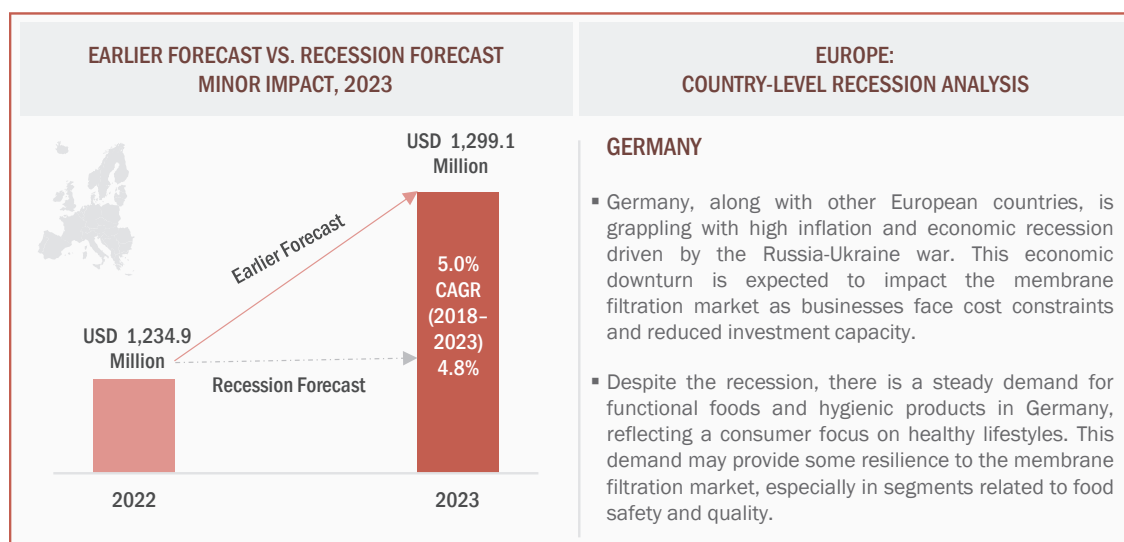 EARLIER FORECAST VS. RECESSION FORECAST
MINOR IMPACT, 2023
USD 1,299.1
Million
Earlier Forecast
5.0%
CAGR
(2018–
2023)
4.8%
USD 1,234.9
Million
Recession Forecast
2022
2023
EUROPE:
COUNTRY-LEVEL RECESSION ANALYSIS
GERMANY
▪ Germany, along with other European countries, is
grappling with high inflation and economic recession
driven by the Russia-Ukraine war. This economic
downturn is expected to impact the membrane
filtration market as businesses face cost constraints
and reduced investment capacity.
▪ Despite the recession, there is a steady demand for
functional foods and hygienic products in Germany,
reflecting a consumer focus on healthy lifestyles. This
demand may provide some resilience to the membrane
filtration market, especially in segments related to food
safety and quality.